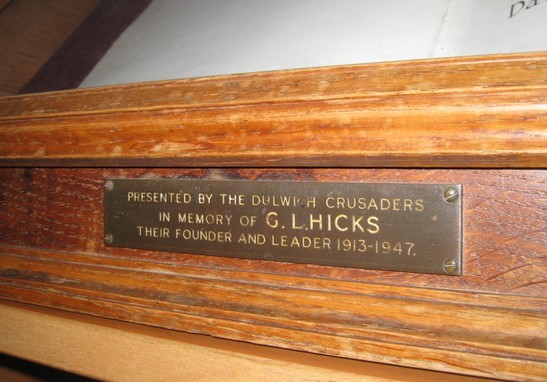 PRESENTED BY THE DULWICH CRUSADERS
IN MEMORY OF G. L. HICKS
THEIR FOUNDER AND LEADER 1913-1947.